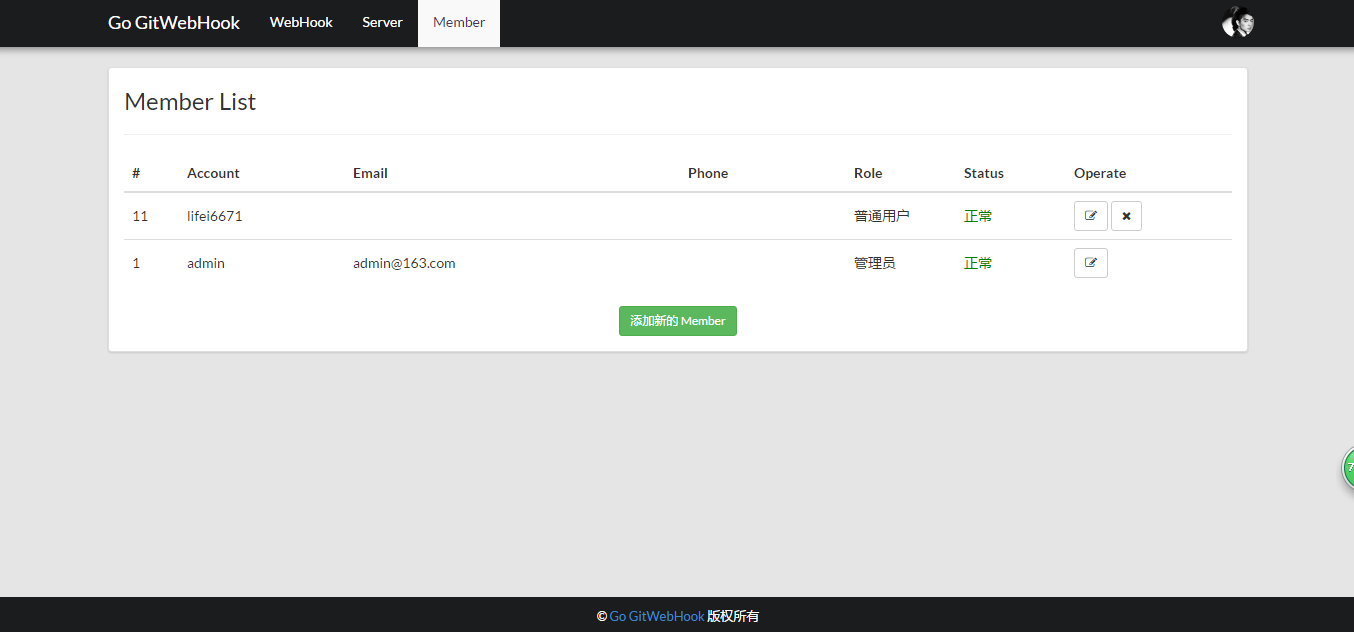 Go GitWebHook WebHook Server Member
Member List
# Account Email Phone Role Status Operate
11 lifei6671 普通用户 正常
1 admin admin@163.com 管理员 正常
添加新的 Member
© Go GitWebHook 版权所有